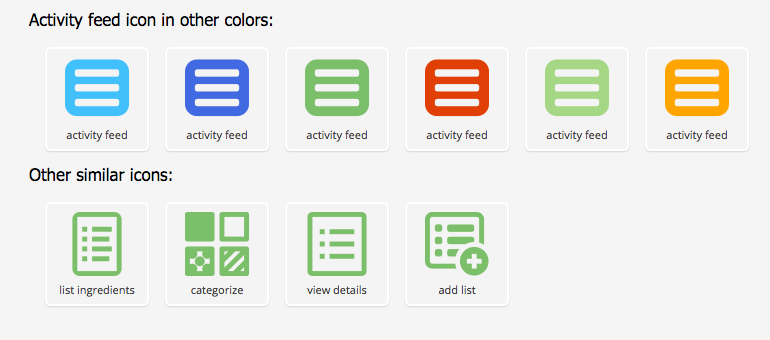 Activity feed icon in other colors:
activity feed
activity feed
activity feed
activity feed
activity feed
activity feed
Other similar icons:
list ingredients
categorize
view details
add list